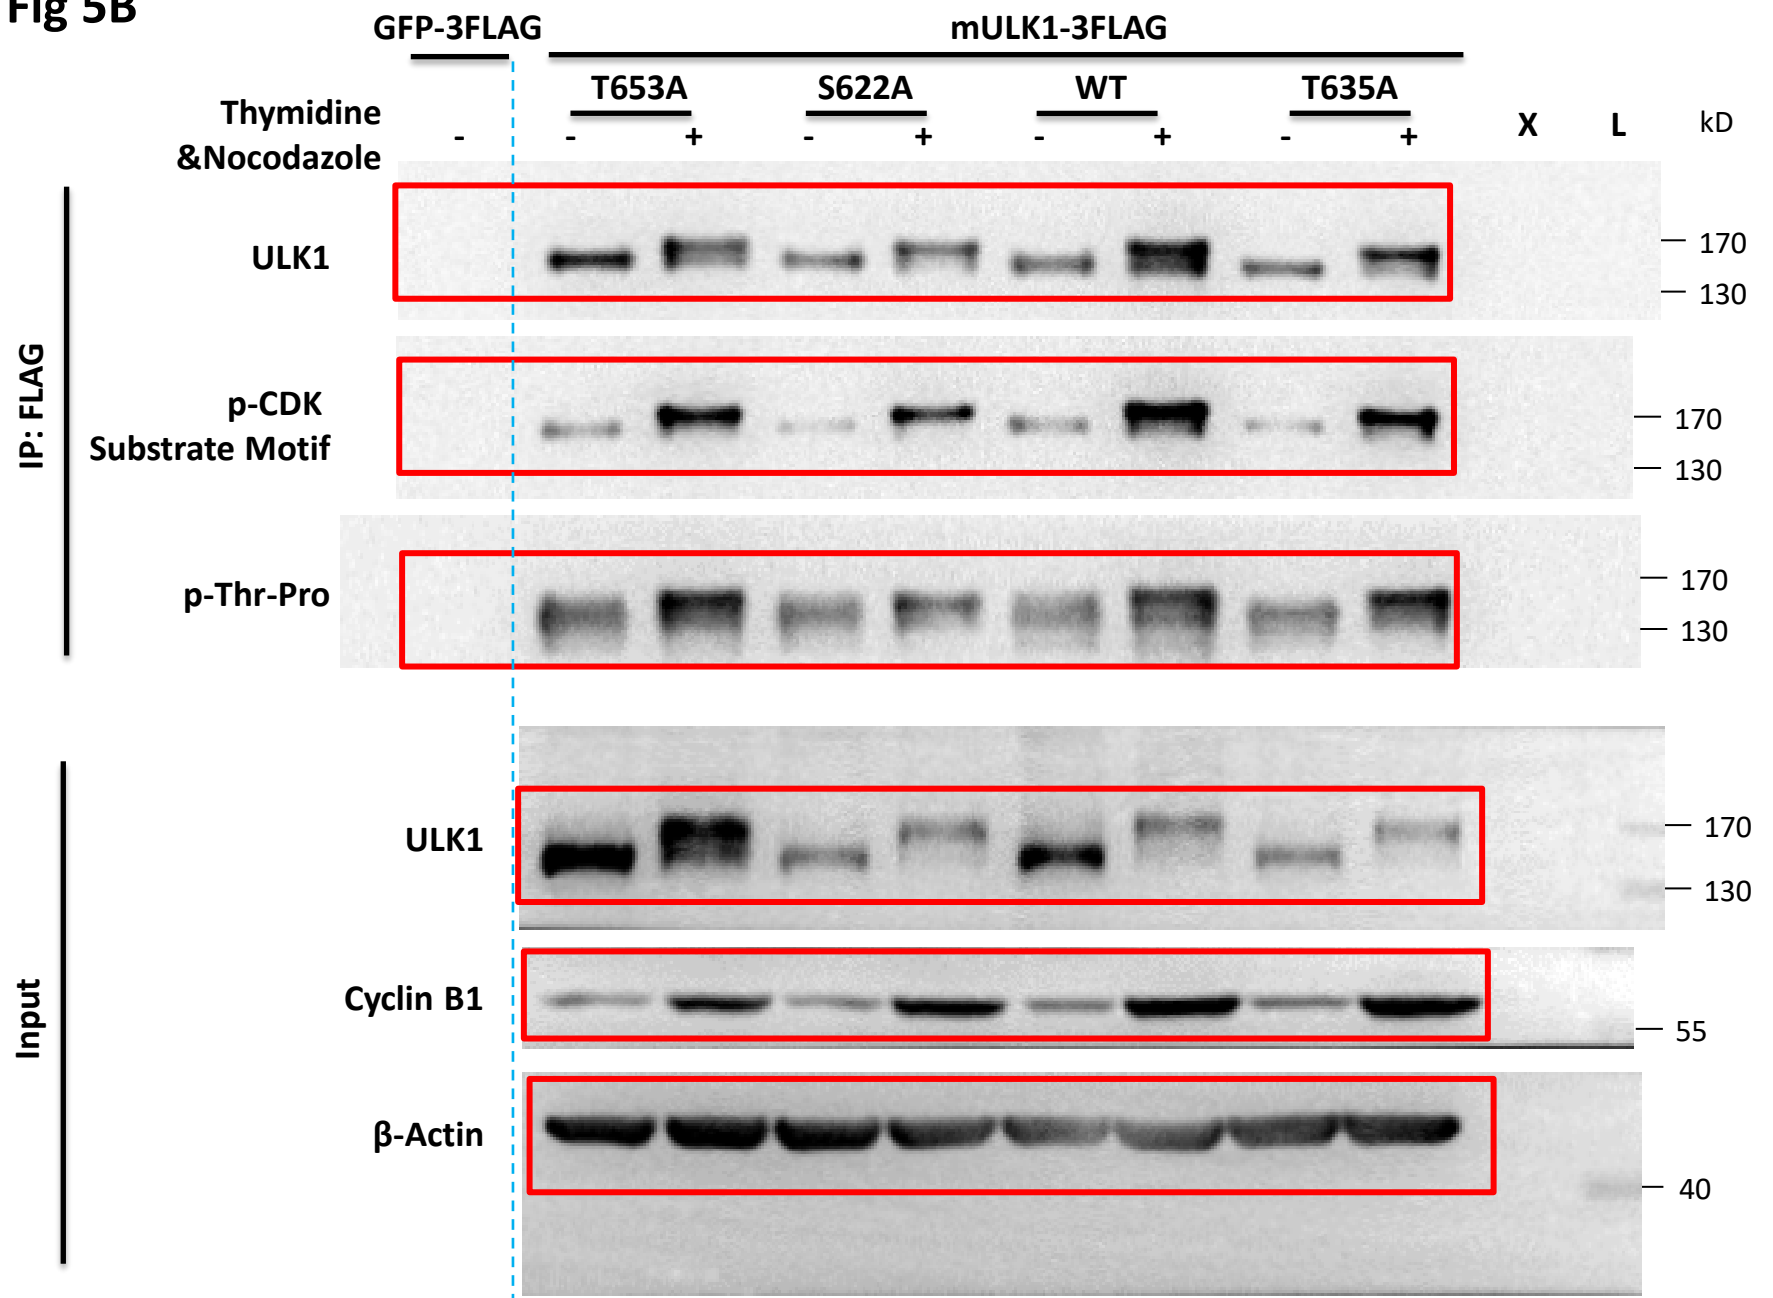 Fig 5B
GFP-3FLAG mULK1-3FLAG
T653A S622A WT T635A
Thymidine
&Nocodazole
- - + - + - + - + X L kD
IP: FLAG
ULK1
170
130
p-CDK
Substrate Motif
170
130
p-Thr-Pro
170
130
Input
ULK1
170
130
Cyclin B1
55
β-Actin
40